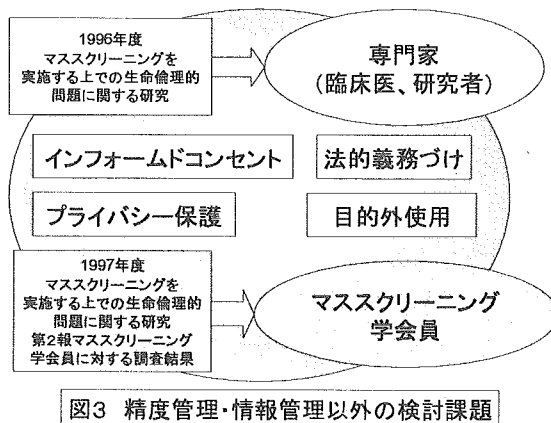 1996年度
マススクリーニングを
実施する上での生命倫理的
問題に関する研究
専門家
(臨床医、研究者)
インフォームドコンセント
法的義務づけ
プライバシー保護
目的外使用
1997年度
マススクリーニングを
実施する上での生命倫理的
問題に関する研究
第2報マススクリーニング
学会員に対する調査結果
マススクリーニング
学会員
図3 精度管理・情報管理以外の検討課題